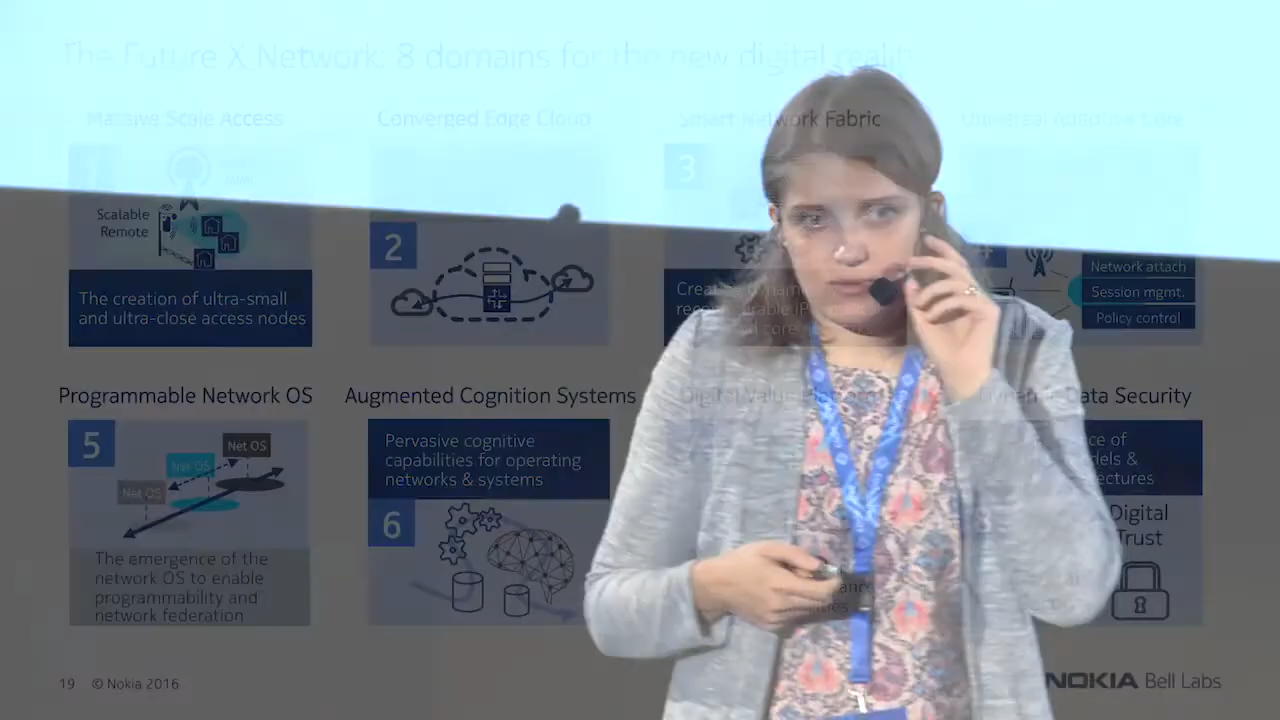 The Future X Network: 8 domains for the new digital reality
Massive Scale Access
Converged Edge Cloud
Smart Network Fabric
Universal Adaptive Core
1
Scalable
Remote
The creation of ultra-small
and ultra-close access nodes
2
3
Network attach
Session mgmt.
Policy control
Programmable Network OS
Augmented Cognition Systems
Digital Value
Data Security
5
Net OS
Net OS
Net OS
The emergence of the
network OS to enable
programmability and
network federation
Pervasive cognitive
capabilities for operating
networks & systems
6
Digital
Trust
19 © Nokia 2016
NOKIA Bell Labs